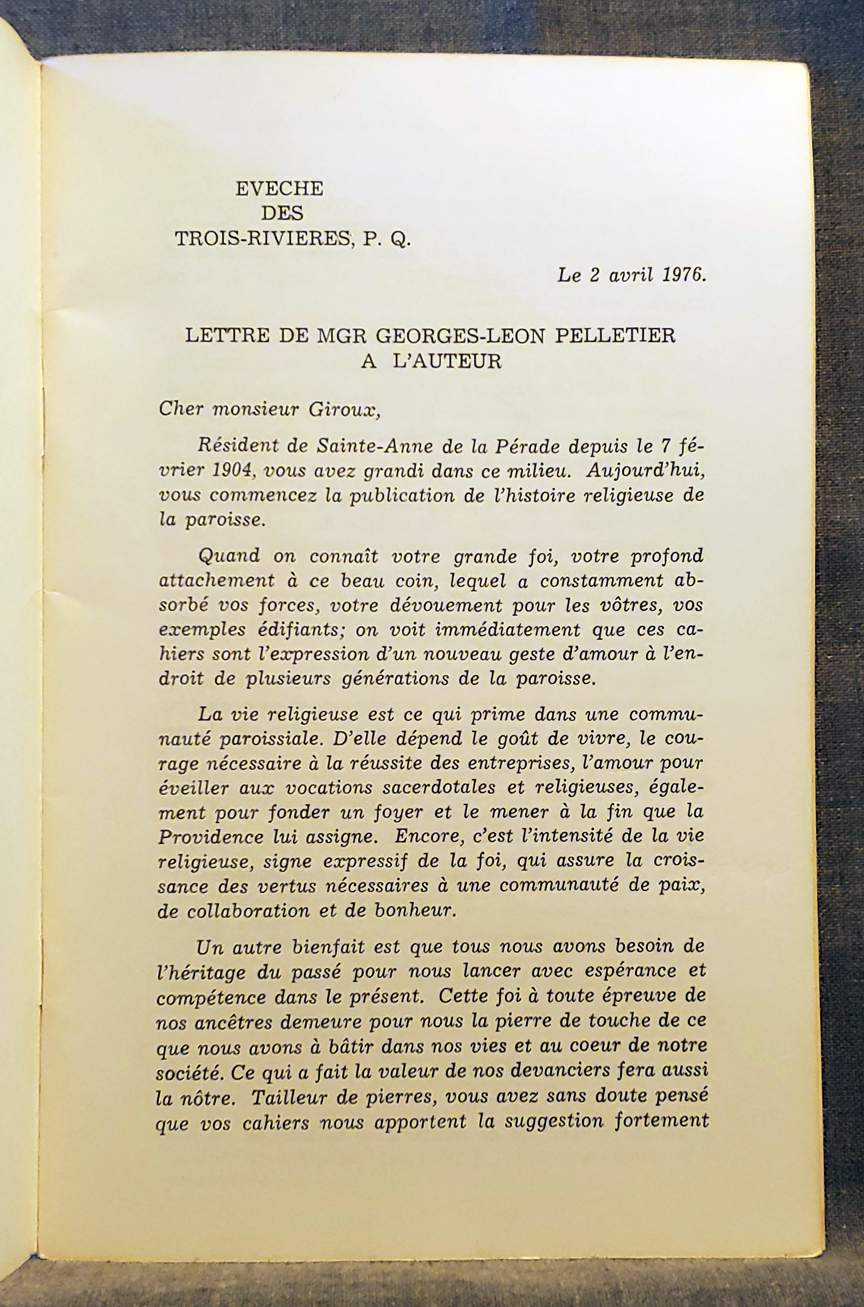 EVECHE
DES
TROIS-RIVIERES, P. Q.
Le 2 avril 1976.
LETTRE DE MGR GEORGES-LEON PELLETIER
A L'AUTEUR
Cher monsieur Giroux,
Résident de Sainte-Anne de la Pérade depuis le 7 fé-
vrier 1904, vous avez grandi dans ce milieu. Aujourd'hui,
vous commencez la publication de l'histoire religieuse de
la paroisse.
Quand on connaît votre grande foi, votre profond
attachement à ce beau coin, lequel a constamment ab-
sorbé vos forces, votre dévouement pour les vôtres, vos
exemples édifiants; on voit immédiatement que ces ca-
hiers sont l'expression d'un nouveau geste d'amour à l'en-
droit de plusieurs générations de la paroisse.
La vie religieuse est ce qui prime dans une commu-
nauté paroissiale. D'elle dépend le goût de vivre, le cou-
rage nécessaire à la réussite des entreprises, l'amour pour
éveiller aux vocations sacerdotales et religieuses, égale-
ment pour fonder un foyer et le mener à la fin que la
Providence lui assigne. Encore, c'est l'intensité de la vie
religieuse, signe expressif de la foi, qui assure la crois-
sance des vertus nécessaires à une communauté de paix,
de collaboration et de bonheur.
Un autre bienfait est que tous nous avons besoin de
l'héritage du passé pour nous lancer avec espérance et
compétence dans le présent. Cette foi à toute épreuve de
nos ancêtres demeure pour nous la pierre de touche de ce
que nous avons à bâtir dans nos vies et au coeur de notre
société. Ce qui a fait la valeur de nos devanciers fera aussi
la nôtre. Tailleur de pierres, vous avez sans doute pensé
que vos cahiers nous apportent la suggestion fortement